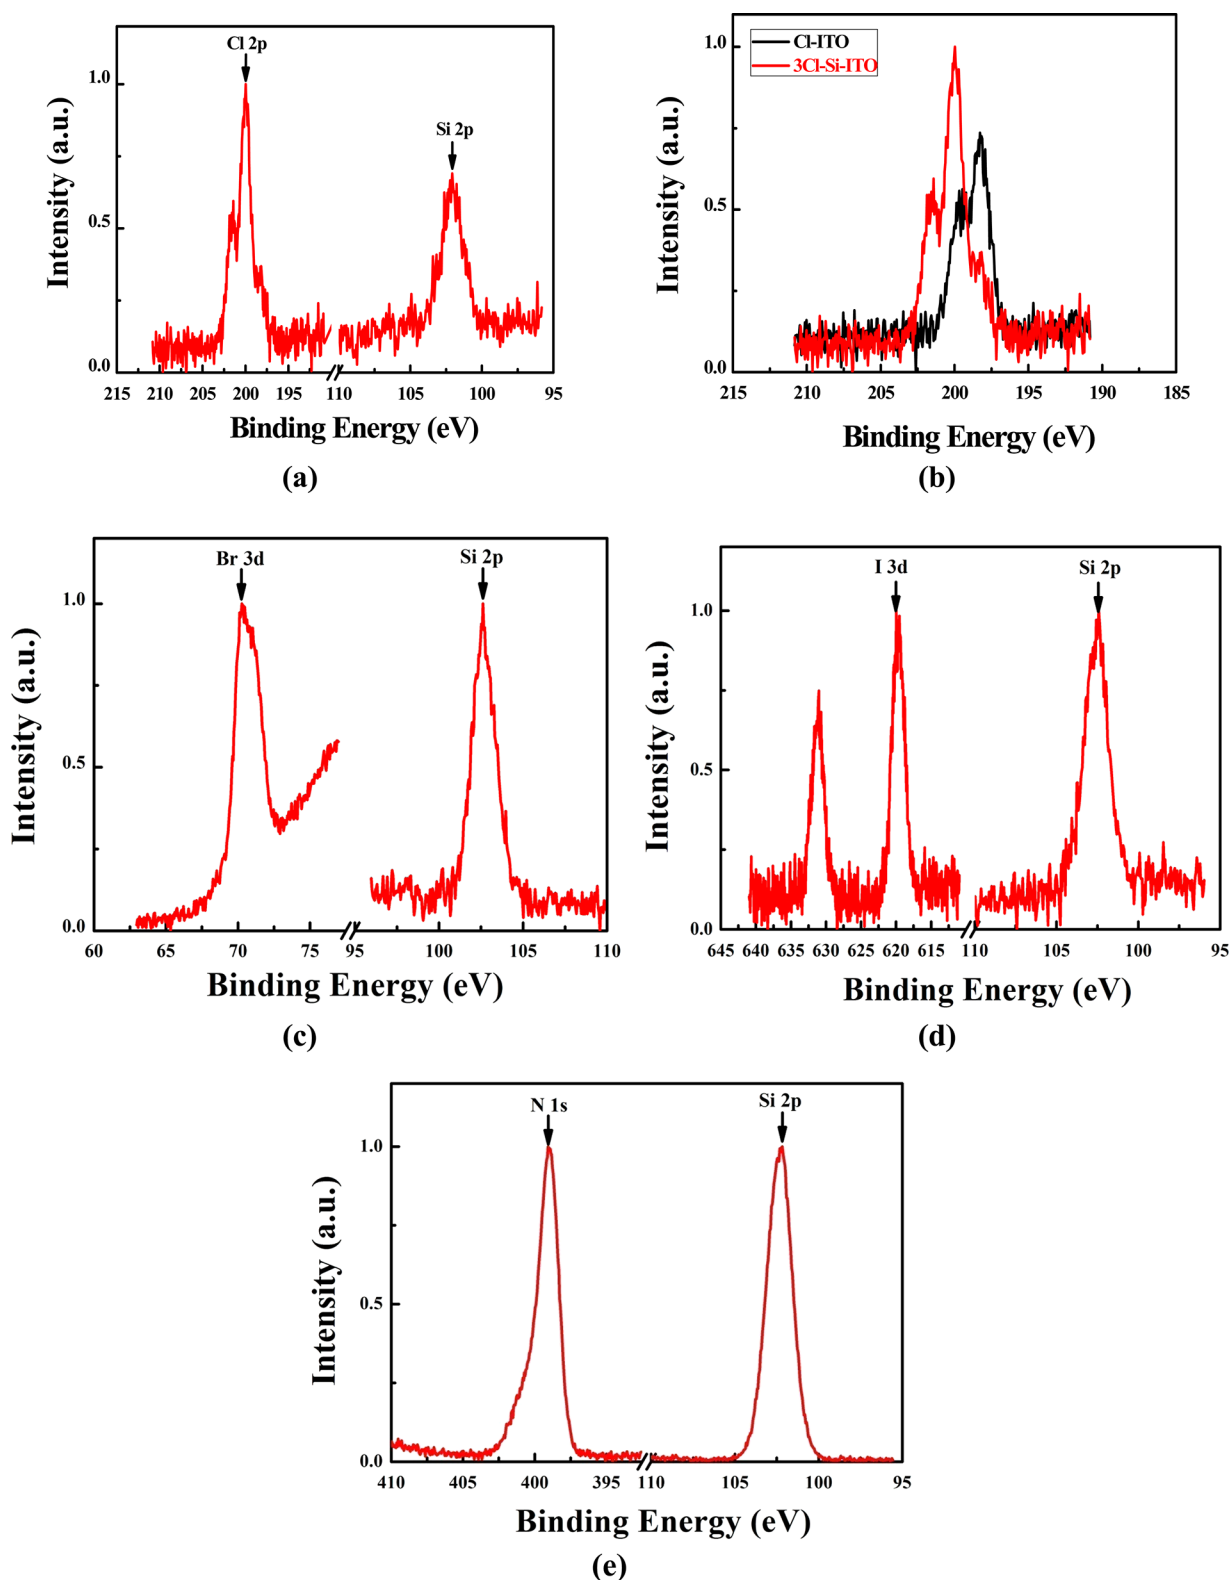 Cl 2p
Si 2p
1.0
0.5
0.0
Intensity (a.u.)
215 210 205 200 195 110 105 100 95
Binding Energy (eV)
(a)
Cl-ITO
3Cl-Si-ITO
1.0
0.5
0.0
Intensity (a.u.)
215 210 205 200 195 190 185
Binding Energy (eV)
(b)
Br 3d
Si 2p
1.0
0.5
0.0
Intensity (a.u.)
60 65 70 75 95 100 105 110
Binding Energy (eV)
(c)
I 3d
Si 2p
1.0
0.5
0.0
Intensity (a.u.)
645 640 635 630 625 620 615 110 105 100 95
Binding Energy (eV)
(d)
N 1s
Si 2p
1.0
0.5
0.0
Intensity (a.u.)
410 405 400 395 110 105 100 95
Binding Energy (eV)
(e)